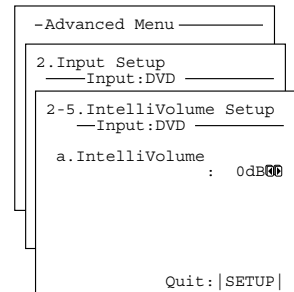 -Advanced Menu
2.Input Setup
Input:DVD
2-5.IntelliVolume Setup
Input:DVD
a.IntelliVolume
: 0dB
Quit:|SETUP|